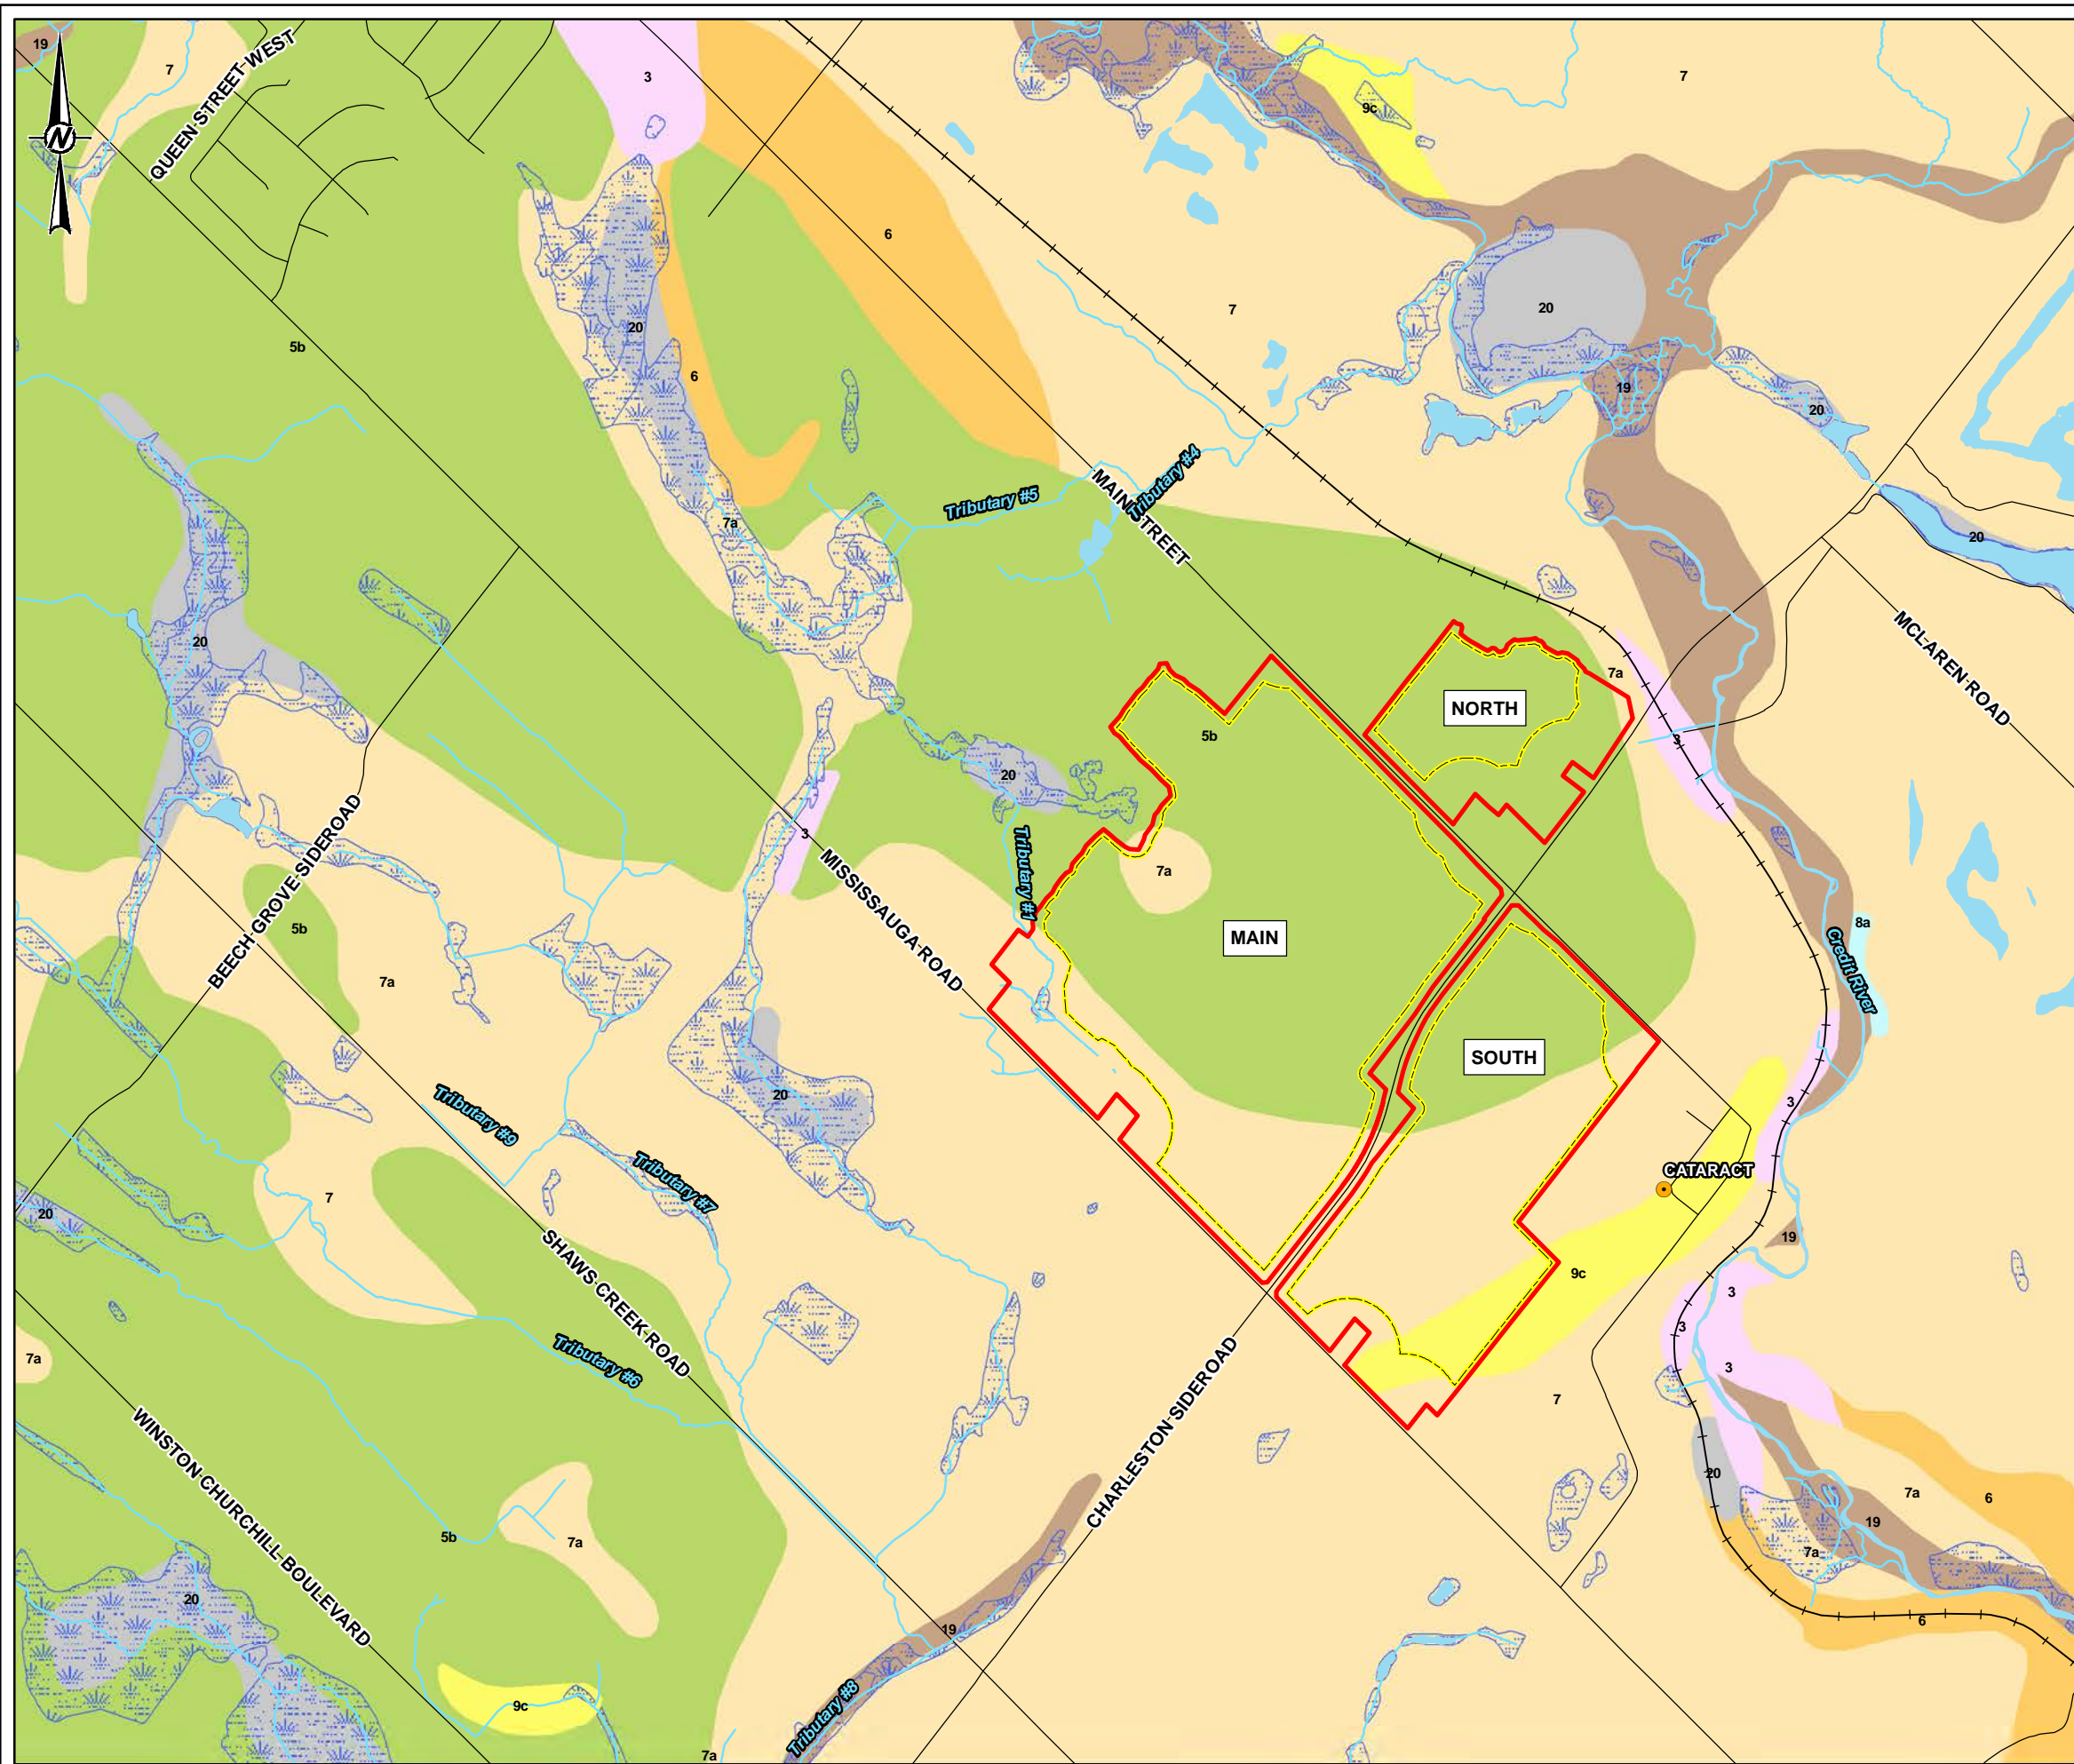 19
7
QUEEN STREET WEST
N
3
7
9c
6
7
20
20
5b
6
19
20
MAIN STREET
Tributary #4
Tributary #5
7a
20
20
MCLAREN ROAD
7a
NORTH
5b
3
20
3
BEECH GROVE SIDEROAD
Tributary #1
MISSISSAUGA ROAD
7a
5b
MAIN
8a
Credit River
7a
SOUTH
20
3
Tributary #9
CATARACT
Tributary #7
7
20
19
SHAWS CREEK ROAD
9c
3
3
7a
Tributary #6
3
CHARLESTON SIDEROAD
7
WINSTON CHURCHILL BOULEVARD
20
7a
6
19
5b
7a
7a
20
19
6
9c
Tributary #8
7a